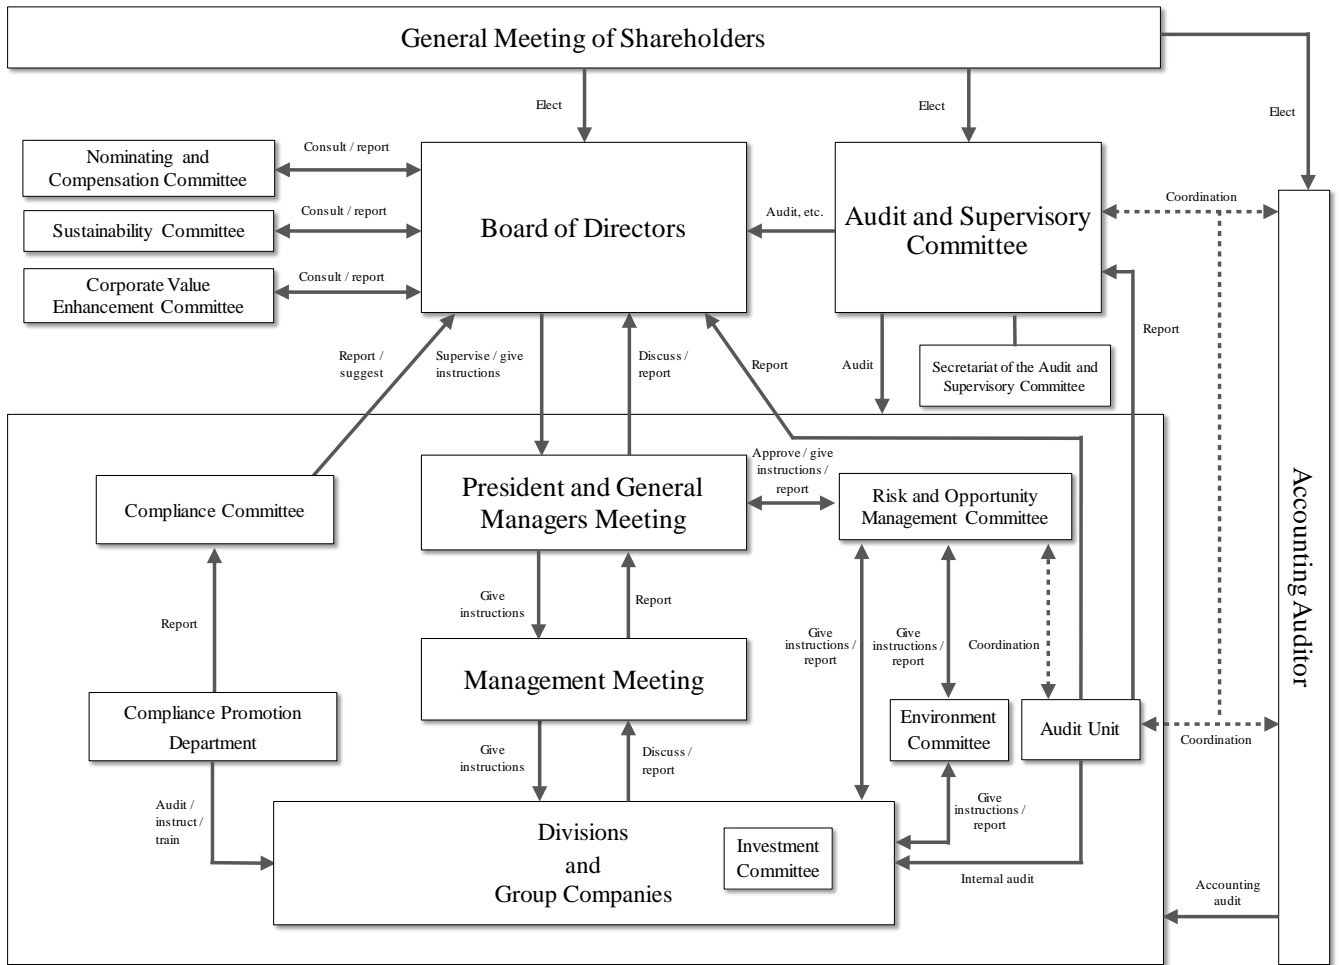 General Meeting of Shareholders
Elect
Elect
Elect
Nominating and
Compensation Committee
Consult / report
Sustainability Committee
Consult / report
Corporate Value
Enhancement Committee
Consult / report
Board of Directors
Audit, etc.
Audit and Supervisory
Committee
Coordination
Report /
suggest
Supervise / give
instructions
Discuss /
report
Report
Audit
Secretariat of the Audit and
Supervisory Committee
Report
Compliance Committee
President and General
Managers Meeting
Approve / give
instructions /
report
Risk and Opportunity
Management Committee
Accounting Auditor
Report
Give
instructions
Report
Give
instructions /
report
Give
instructions /
report
Coordination
Compliance Promotion
Department
Management Meeting
Environment
Committee
Audit Unit
Coordination
Audit /
instruct /
train
Give
instructions
Discuss /
report
Give
instructions /
report
Divisions
and
Group Companies
Investment
Committee
Internal audit
Accounting
audit